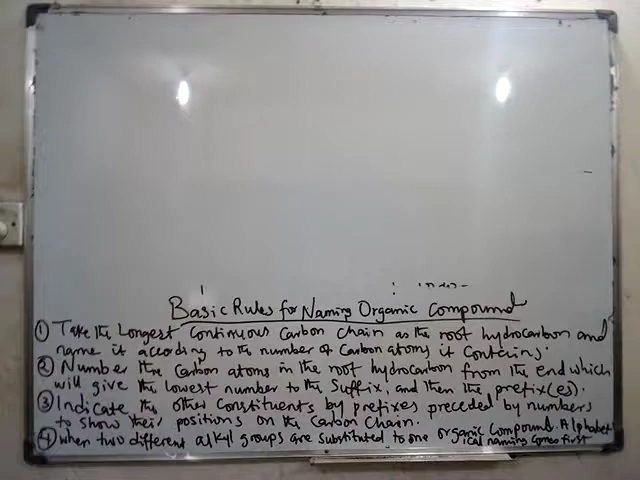 Basic Rules for Naming Organic Compound
① Take the Longest Continuous Carbon Chain as the root hydrocarbon and
name it according to the number of Carbon atoms it contains.
② Number the Carbon atoms in the root hydrocarbon from the end which
will give the lowest number to the Suffix, and then the prefix(es).
③ Indicate the other Constituents by prefixes preceded by numbers
to show their positions on the Carbon Chain.
④ when two different alkyl groups are substituted to one organic Compound. Alphabet
ical naming comes first